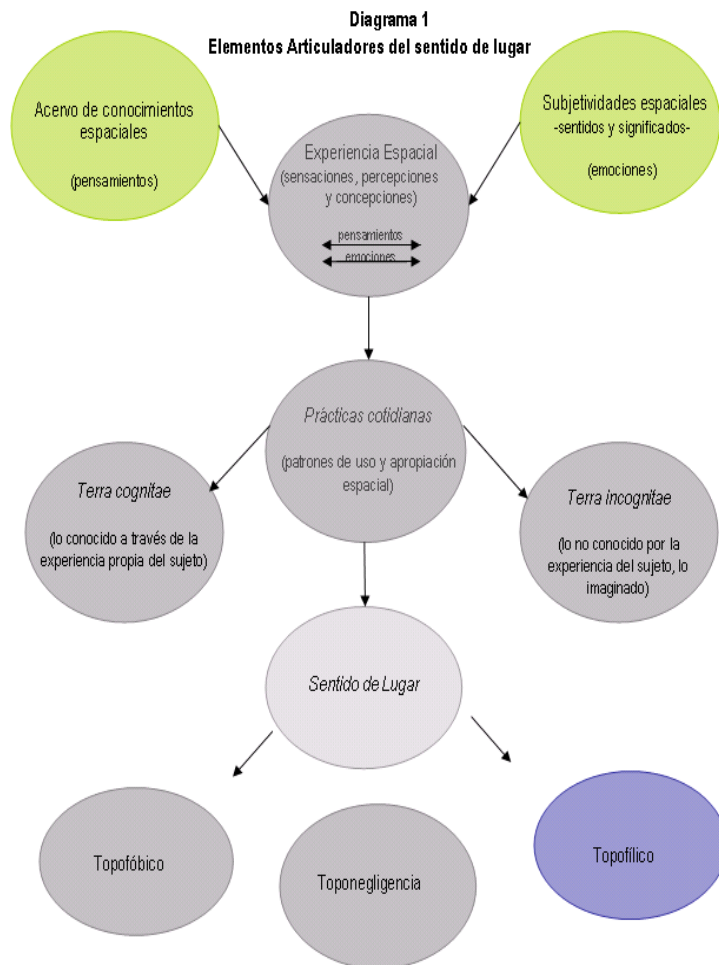 Diagrama 1
Elementos Articuladores del sentido de lugar
Acervo de conocimientos
espaciales
(pensamientos)
Subjetividades espaciales
-sentidos y significados-
(emociones)
Experiencia Espacial
(sensaciones, percepciones
y concepciones)
pensamientos
emociones
Prácticas cotidianas
(patrones de uso y apropiación
espacial)
Terra cognitae
(lo conocido a través de la
experiencia propia del sujeto)
Terra incognitae
(lo no conocido por la
experiencia del sujeto, lo
imaginado)
Sentido de Lugar
Topofóbico
Toponegligencia
Topofílico